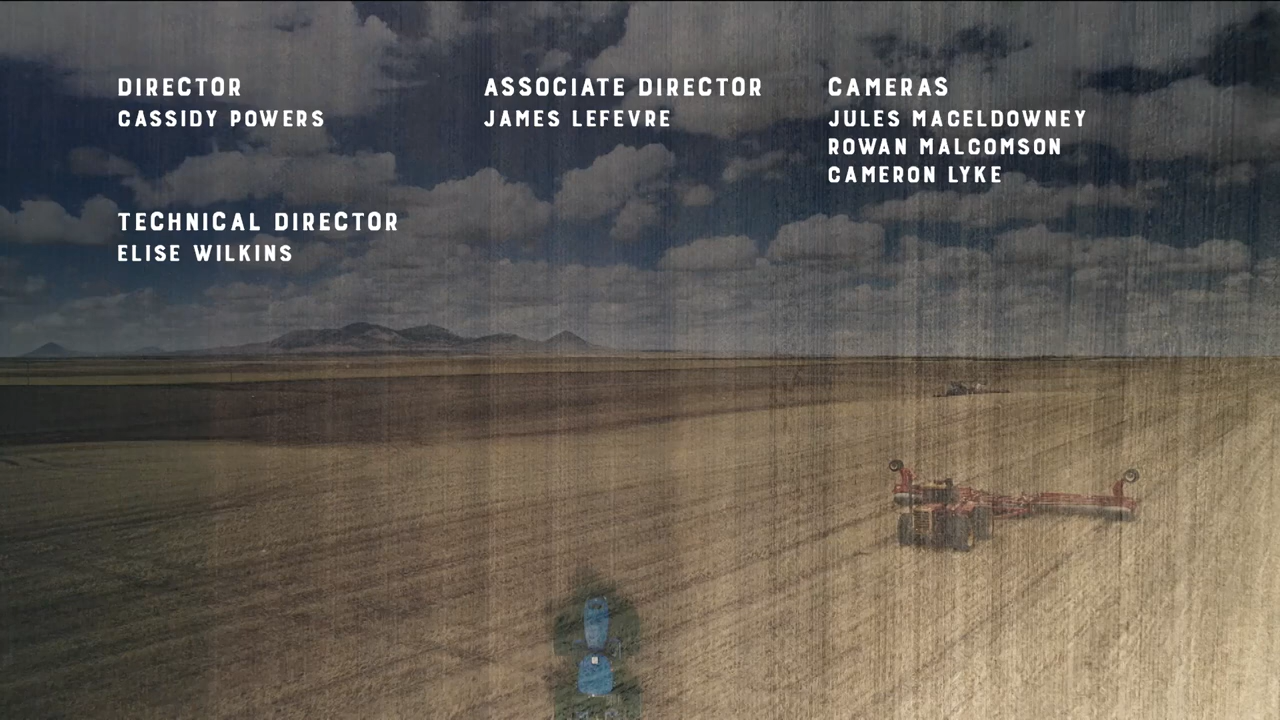 DIRECTOR
CASSIDY POWERS
TECHNICAL DIRECTOR
ELISE WILKINS
ASSOCIATE DIRECTOR
JAMES LEFEVRE
CAMERAS
JULES MACELDOWNEY
ROWAN MALCOMSON
CAMERON LYKE